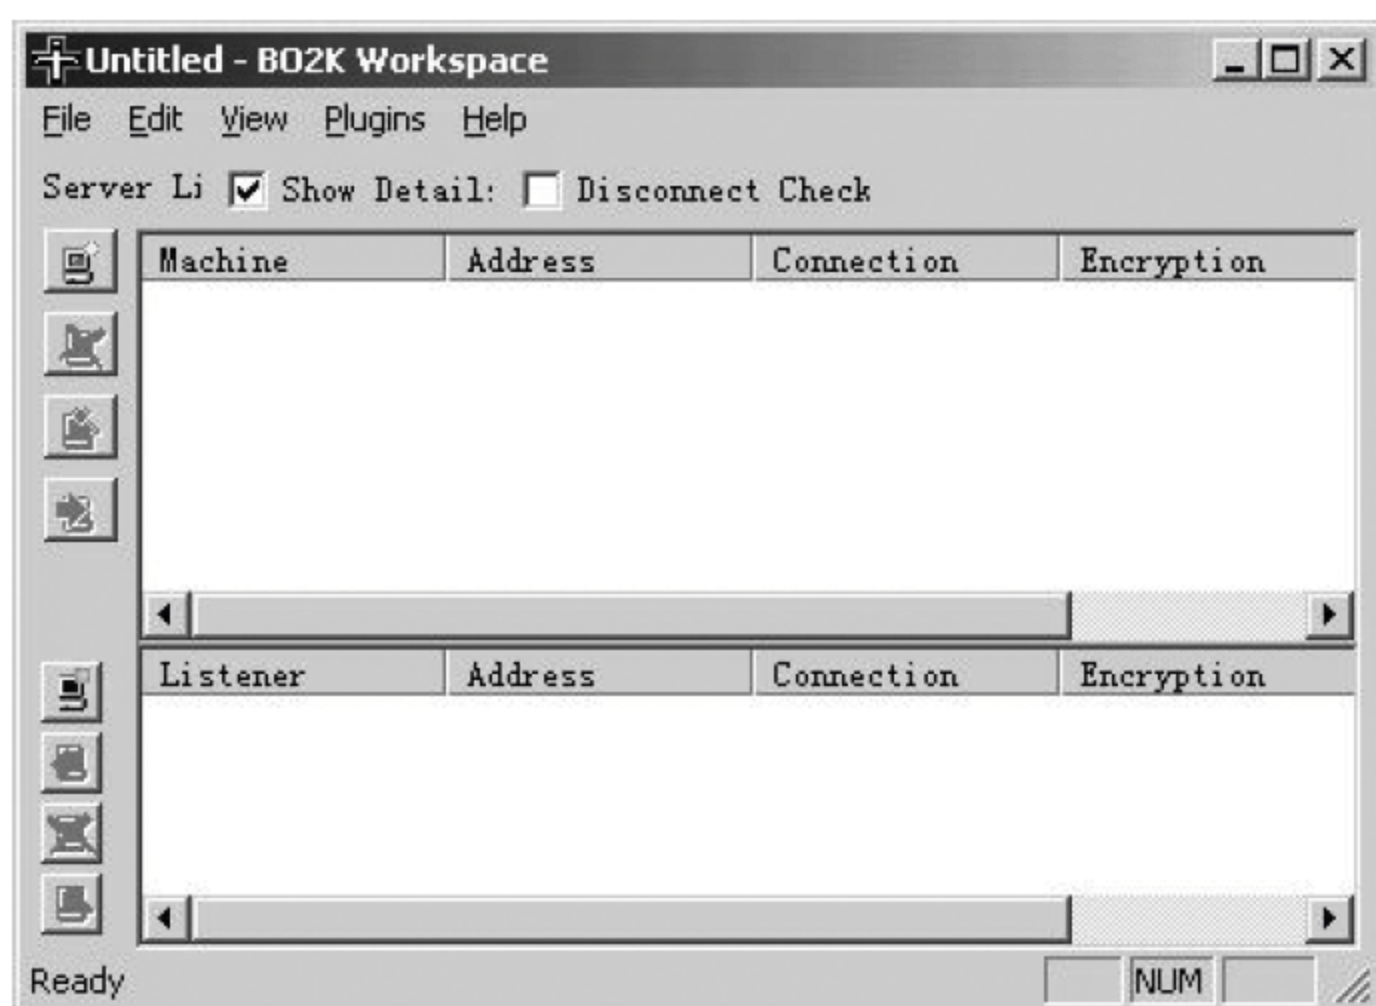 Untitled - BO2K Workspace
File Edit View Plugins Help
Server Li Show Detail: Disconnect Check
Machine Address Connection Encryption
Listener Address Connection Encryption
Ready NUM